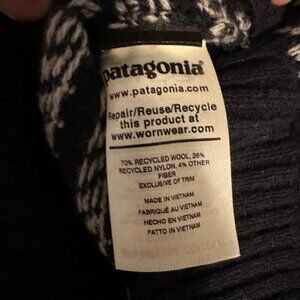 patagonia®
www.patagonia.com
Repair/Reuse/Recycle
this product at
www.wornwear.com
70% RECYCLED WOOL, 26%
RECYCLED NYLON, 4% OTHER
FIBER
EXCLUSIVE OF TRIM
MADE IN VIETNAM
FABRIQUÉ AU VIETNAM
HECHO EN VIETNAM
FATTO IN VIETNAM